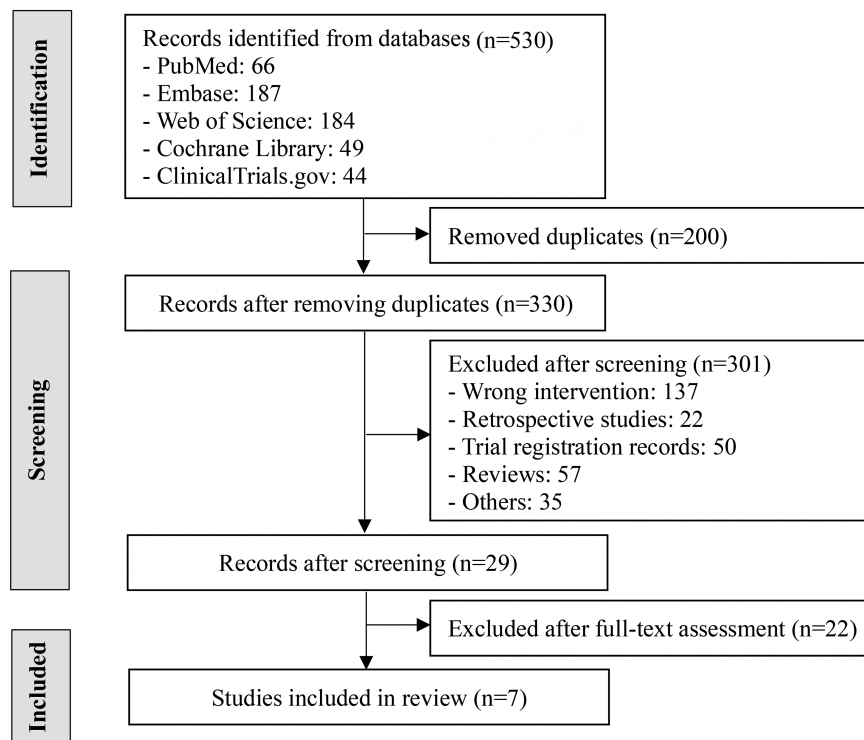 Identification
Records identified from databases (n=530)
- PubMed: 66
- Embase: 187
- Web of Science: 184
- Cochrane Library: 49
- ClinicalTrials.gov: 44
Removed duplicates (n=200)
Screening
Records after removing duplicates (n=330)
Excluded after screening (n=301)
- Wrong intervention: 137
- Retrospective studies: 22
- Trial registration records: 50
- Reviews: 57
- Others: 35
Records after screening (n=29)
Excluded after full-text assessment (n=22)
Included
Studies included in review (n=7)